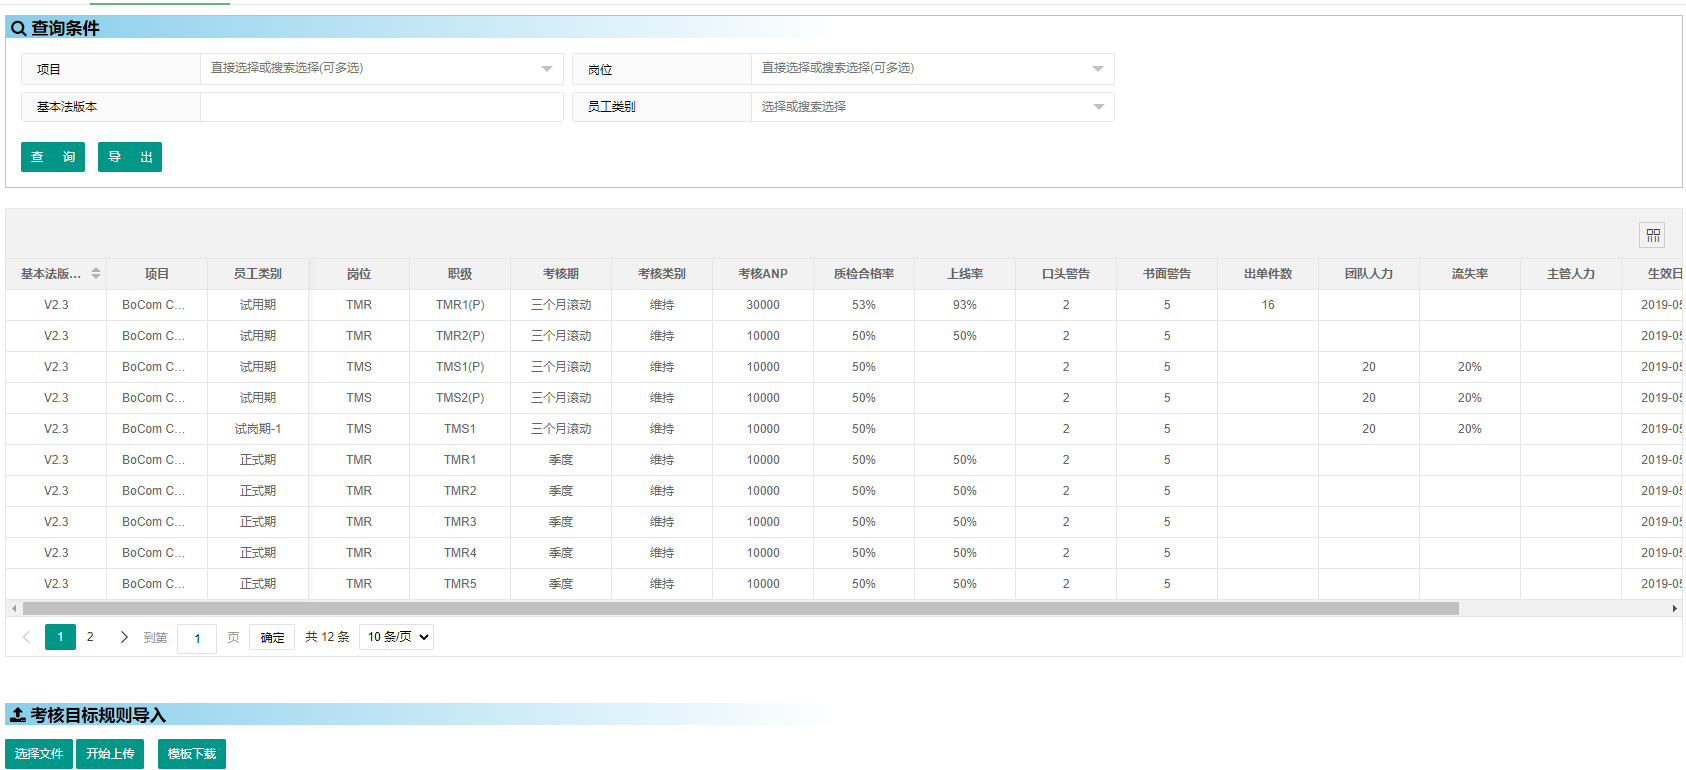 查询条件
项目 直接选择或搜索选择(可多选) 岗位 直接选择或搜索选择(可多选)
基本法版本 员工类别 选择或搜索选择
查 询 导 出
基本法版... 项目 员工类别 岗位 职级 考核期 考核类别 考核ANP 质检合格率 上线率 口头警告 书面警告 出单件数 团队人力 流失率 主管人力 生效日
V2.3 BoCom C... 试用期 TMR TMR1(P) 三个月滚动 维持 30000 53% 93% 2 5 16 2019-05
V2.3 BoCom C... 试用期 TMR TMR2(P) 三个月滚动 维持 10000 50% 50% 2 5 2019-05
V2.3 BoCom C... 试用期 TMS TMS1(P) 三个月滚动 维持 10000 50% 2 5 20 20% 2019-05
V2.3 BoCom C... 试用期 TMS TMS2(P) 三个月滚动 维持 10000 50% 2 5 20 20% 2019-05
V2.3 BoCom C... 试岗期-1 TMS TMS1 三个月滚动 维持 10000 50% 2 5 20 20% 2019-05
V2.3 BoCom C... 正式期 TMR TMR1 季度 维持 10000 50% 50% 2 5 2019-05
V2.3 BoCom C... 正式期 TMR TMR2 季度 维持 10000 50% 50% 2 5 2019-05
V2.3 BoCom C... 正式期 TMR TMR3 季度 维持 10000 50% 50% 2 5 2019-05
V2.3 BoCom C... 正式期 TMR TMR4 季度 维持 10000 50% 50% 2 5 2019-05
V2.3 BoCom C... 正式期 TMR TMR5 季度 维持 10000 50% 50% 2 5 2019-05
1 2 到第 1 页 确定 共 12 条 10 条/页
考核目标规则导入
选择文件 开始上传 模板下载